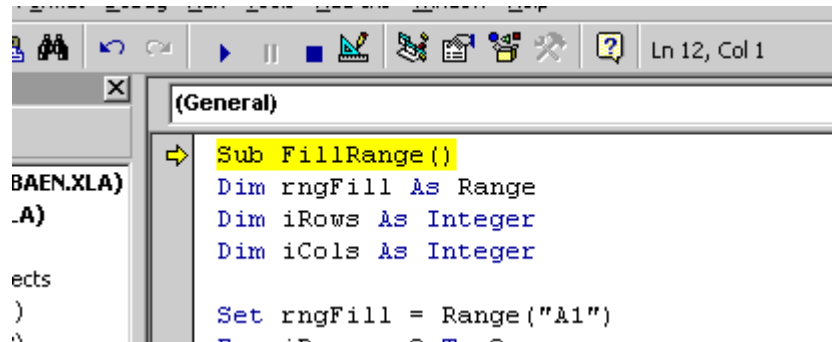 Ln 12, Col 1
(General)
Sub FillRange()
BAEN.XLA)
Dim rngFill As Range
.A)
Dim iRows As Integer
Dim iCols As Integer
ects
)
Set rngFill = Range("A1")